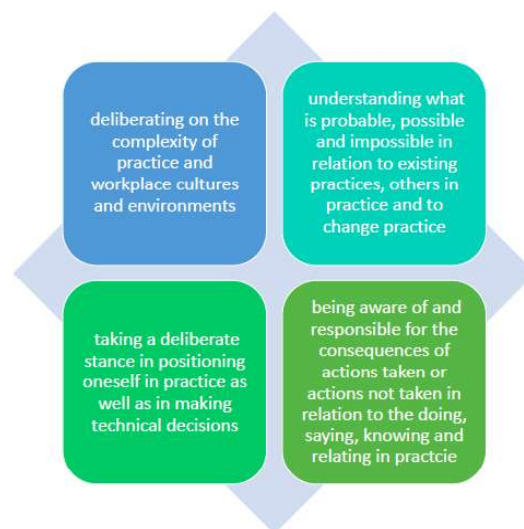 deliberating on the
complexity of
practice and
workplace cultures
and environments
understanding what
is probable, possible
and impossible in
relation to existing
practices, others in
practice and to
change practice
taking a deliberate
stance in positioning
oneself in practice as
well as in making
technical decisions
being aware of and
responsible for the
consequences of
actions taken or
actions not taken in
relation to the doing,
saying, knowing and
relating in practcie